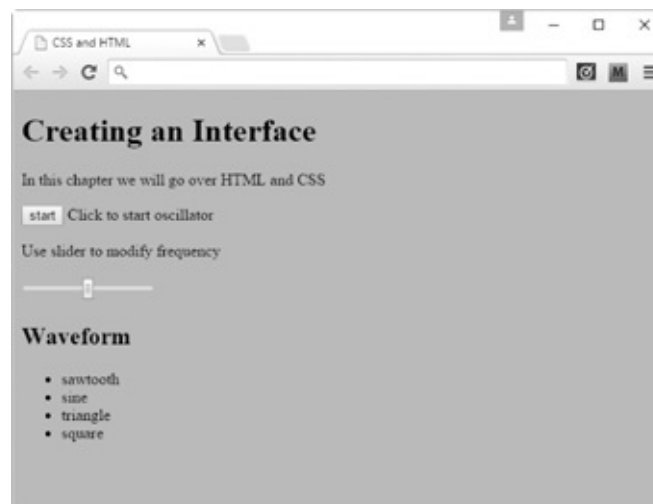 CSS and HTML
M
Creating an Interface
In this chapter we will go over HTML and CSS
start Click to start oscillator
Use slider to modify frequency
Waveform
• sawtooth
• sine
• triangle
• square